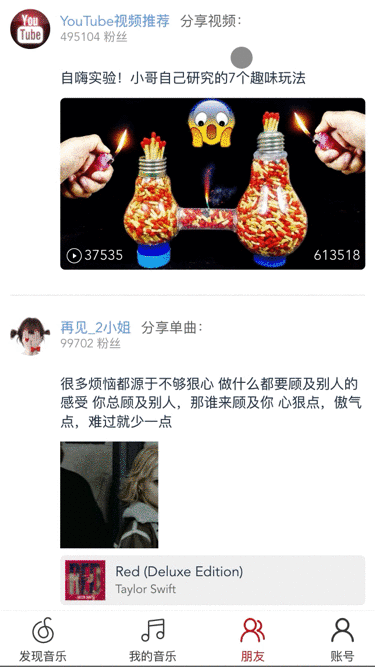 You
Tube
YouTube视频推荐 分享视频：
495104 粉丝
自嗨实验！小哥自己研究的7个趣味玩法
37535
613518
再见_2小姐 分享单曲：
99702 粉丝
很多烦恼都源于不够狠心 做什么都要顾及别人的
感受 你总顾及别人，那谁来顾及你 心狠点，傲气
点，难过就少一点
RED
Red (Deluxe Edition)
Taylor Swift
发现音乐
我的音乐
朋友
账号